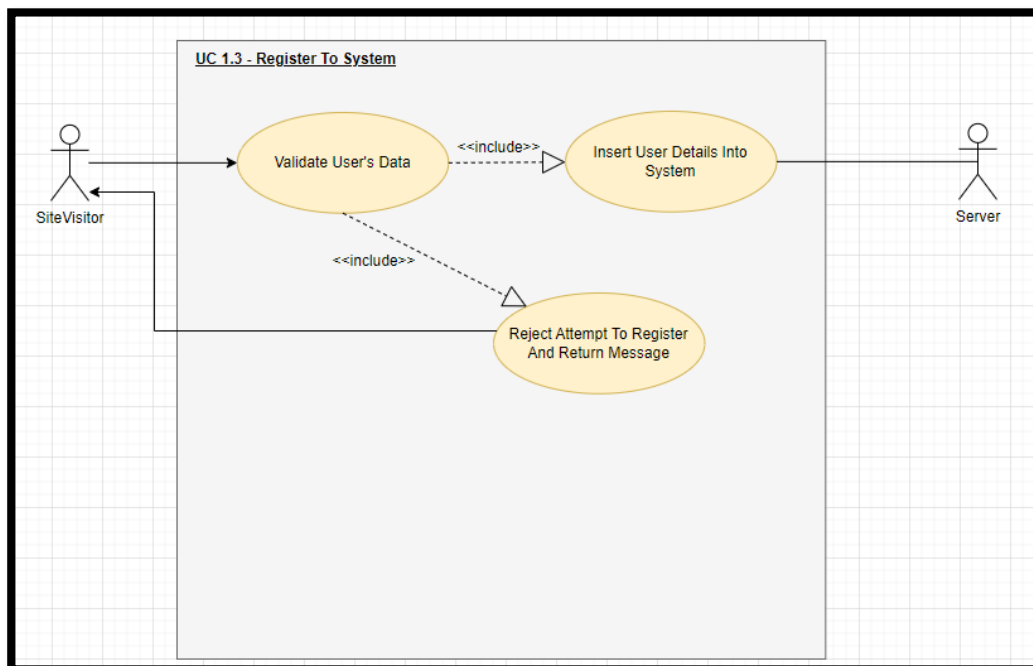 UC 1.3 - Register To System
Validate User's Data
<<include>>
Insert User Details Into
System
SiteVisitor
Server
<<include>>
Reject Attempt To Register
And Return Message